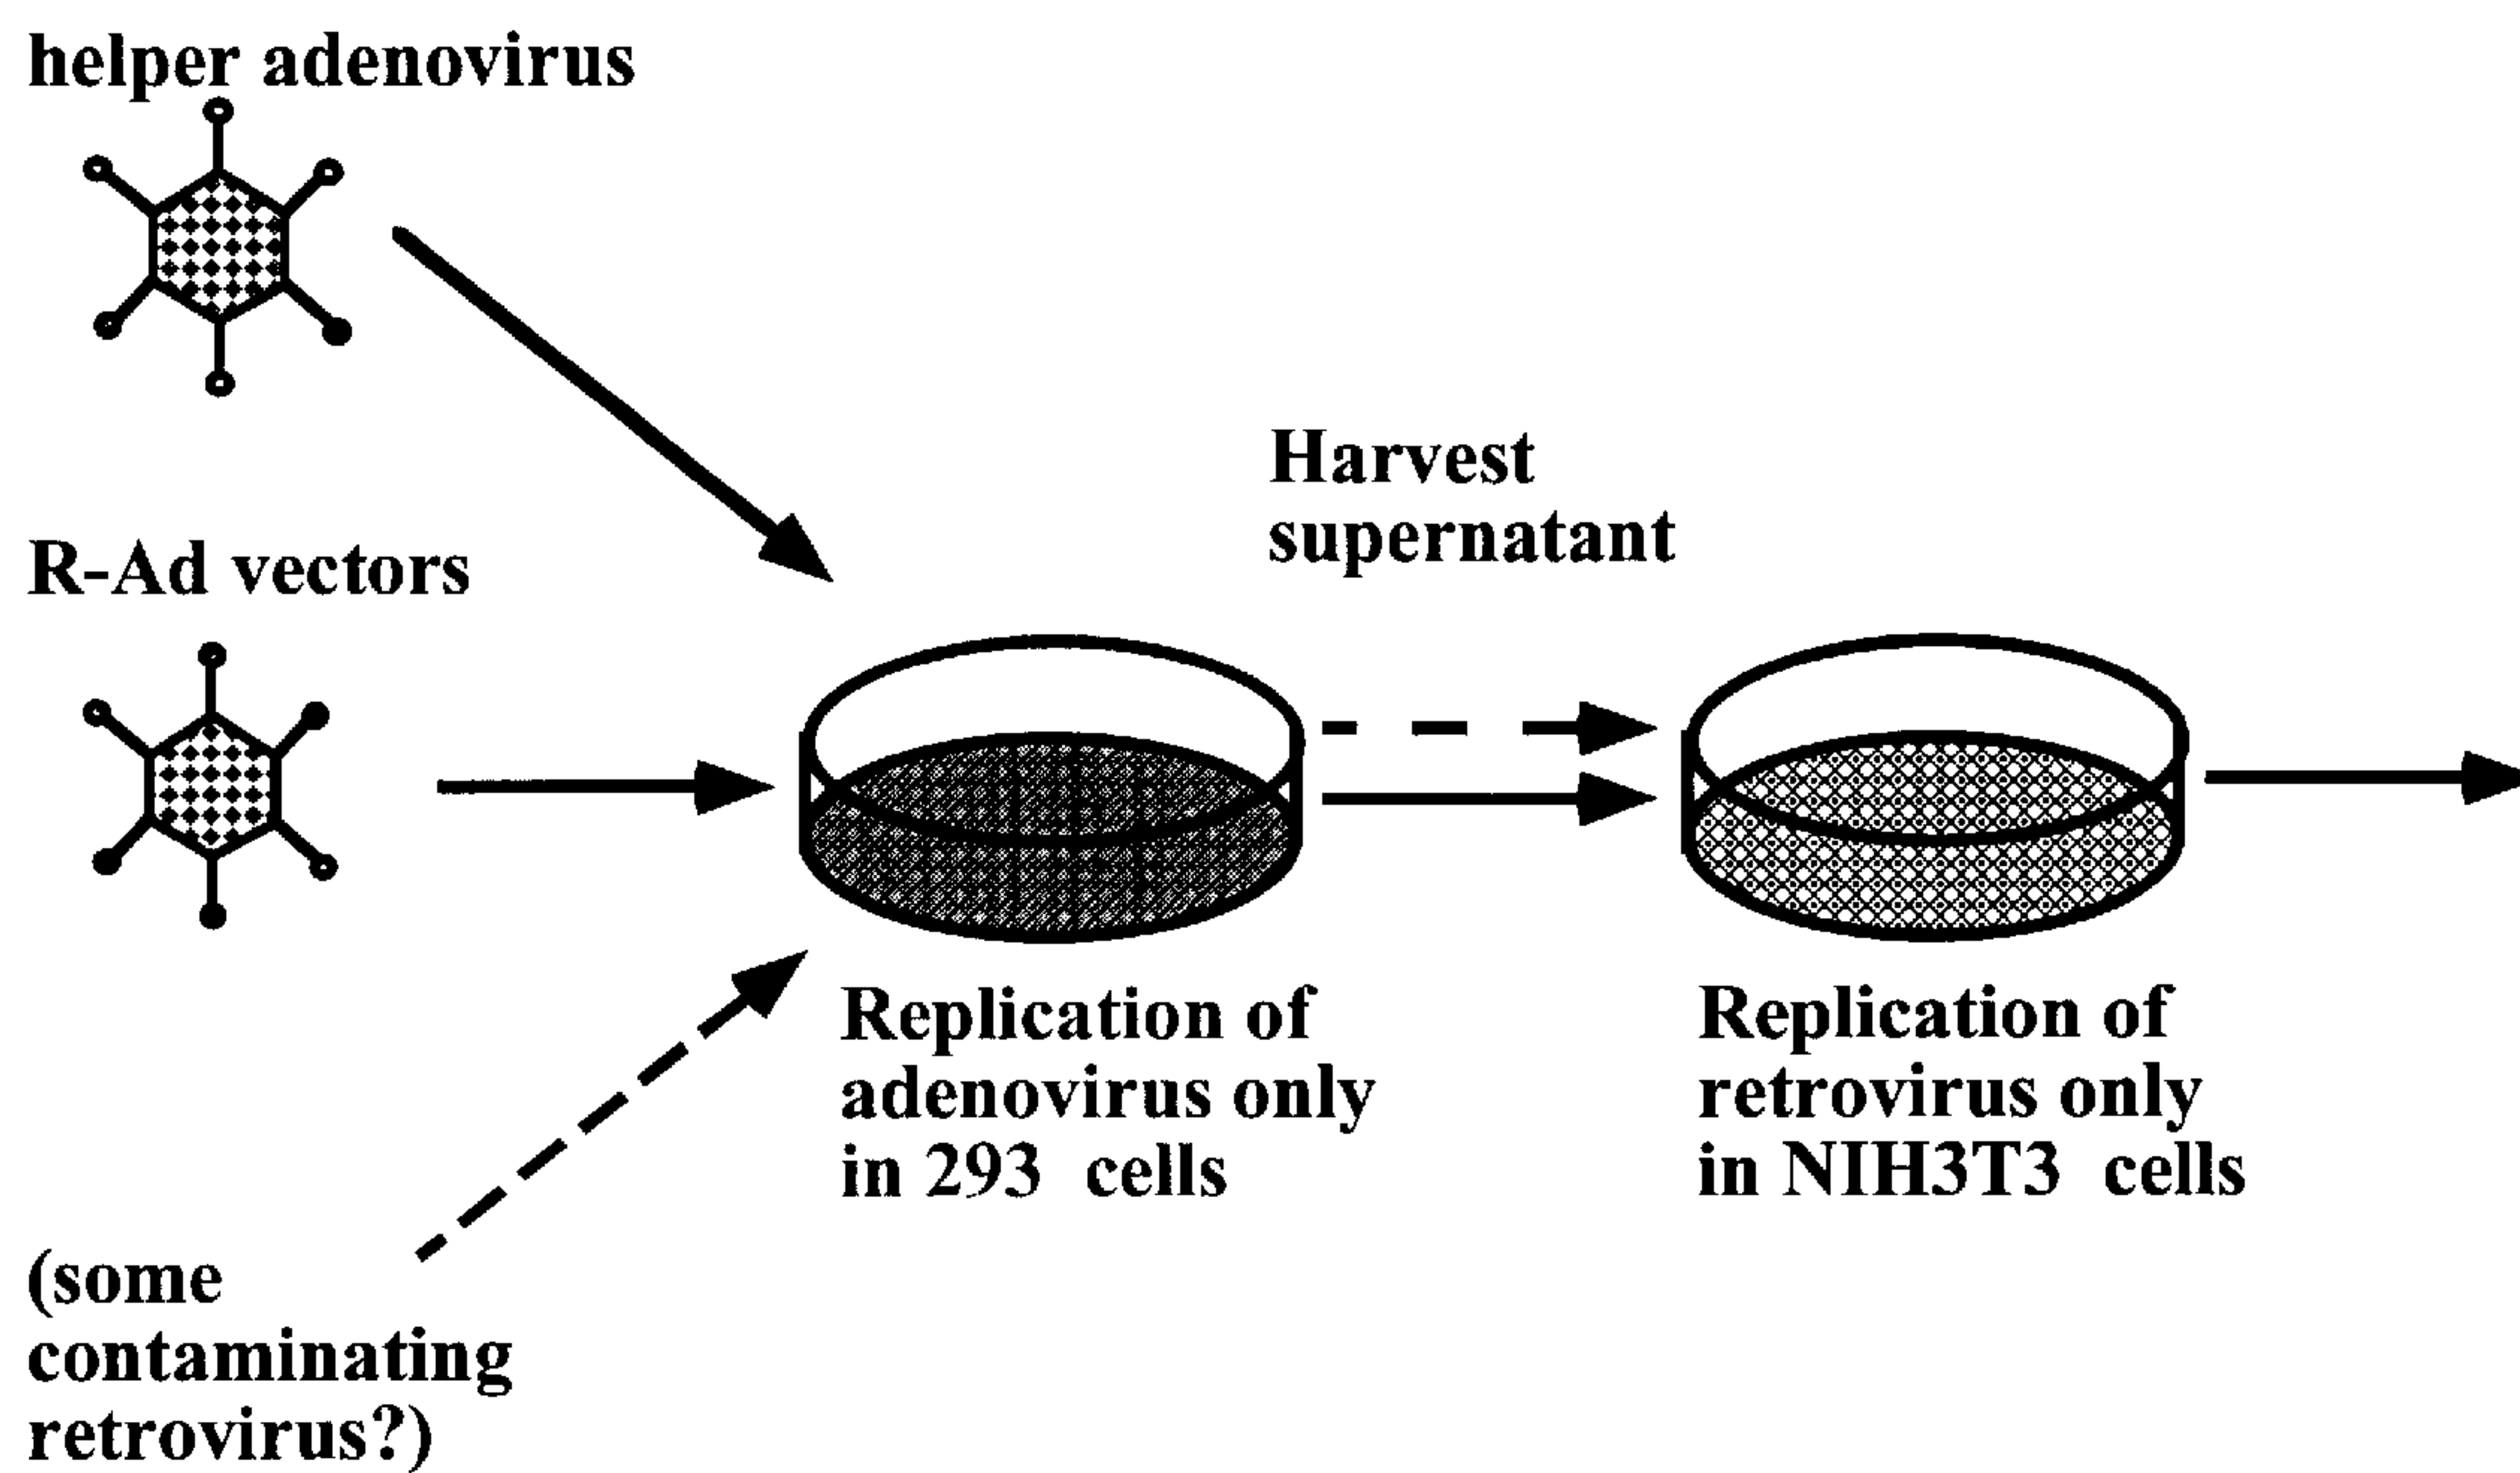 helper adenovirus
R-Ad vectors
(some
contaminating
retrovirus?)
Harvest
supernatant
Replication of
adenovirus only
in 293 cells
Replication of
retrovirus only
in NIH3T3 cells